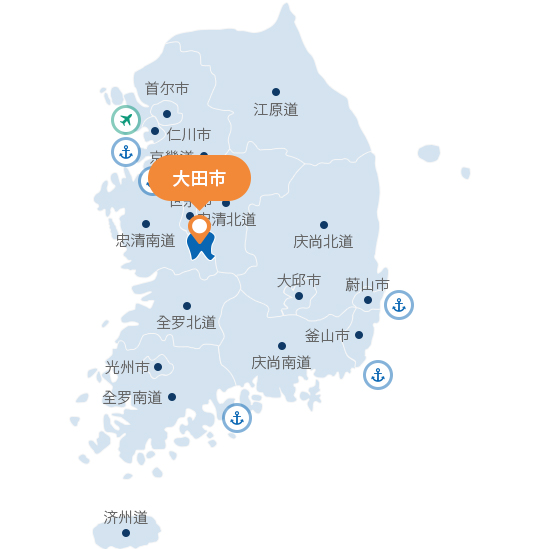 首尔市
江原道
仁川市
京畿道
大田市
世宗市
忠清北道
忠清南道
庆尚北道
大邱市
蔚山市
全罗北道
釜山市
庆尚南道
光州市
全罗南道
济州道